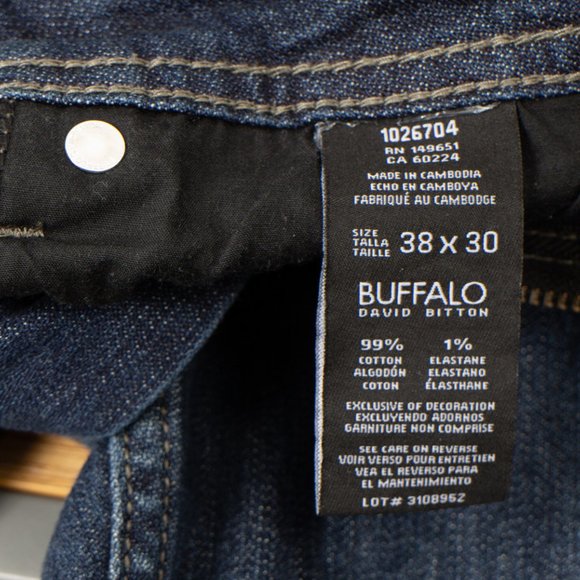 1026704
RN 149651
CA 60224
MADE IN CAMBODIA
ECHO EN CAMBOYA
FABRIQUÉ AU CAMBODGE
SIZE
TALLA
TAILLE
38 x 30
BUFFALO
DAVID BITTON
99% 1%
COTTON ELASTANE
ALGODÓN ELASTANO
COTON ÉLASTHANE
EXCLUSIVE OF DECORATION
EXCLUYENDO ADORNOS
GARNITURE NON COMPRISE
SEE CARE ON REVERSE
VOIR VERSO POUR ENTRETIEN
VEA EL REVERSO PARA
EL MANTENIMIENTO
LOT# 3108952